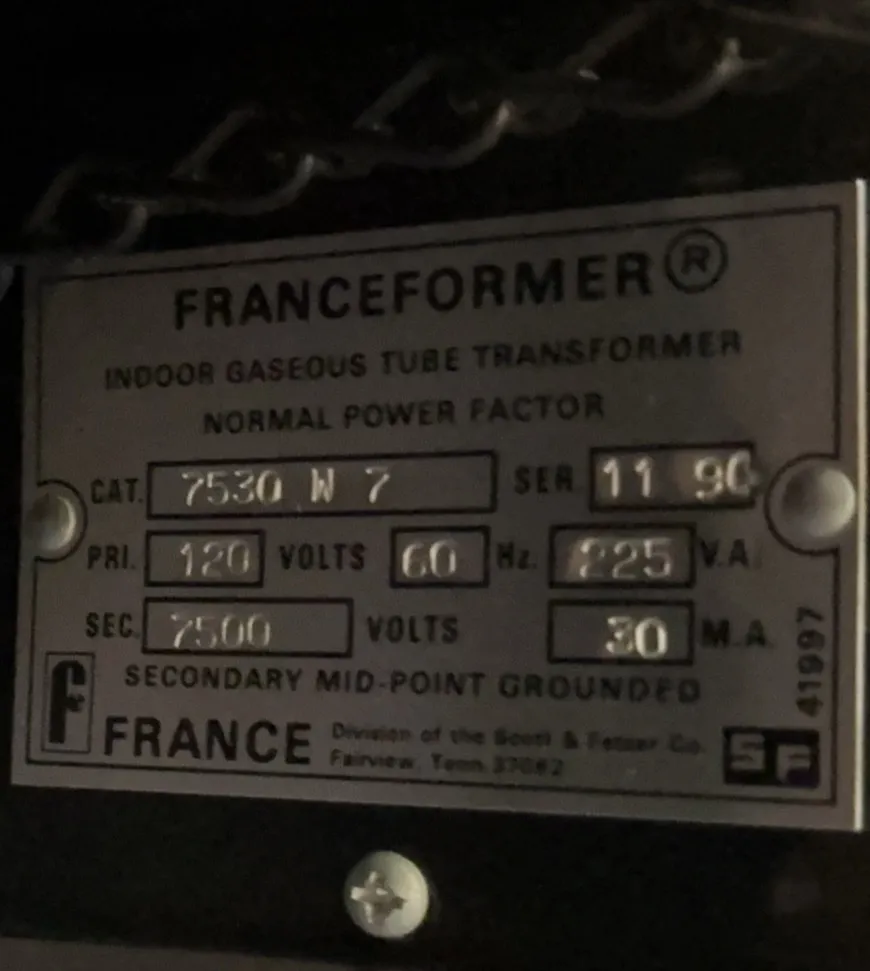 FRANCEFORMER®
INDOOR GASEOUS TUBE TRANSFORMER
NORMAL POWER FACTOR
CAT. 7530 W 7 SER. 11 90
PRI. 120 VOLTS 60 Hz. 225 V.A.
SEC. 7500 VOLTS 30 M.A.
SECONDARY MID-POINT GROUNDED
41997
f
FRANCE Division of the Scott & Fetzer Co.
Fairview, Tenn. 37062
SF